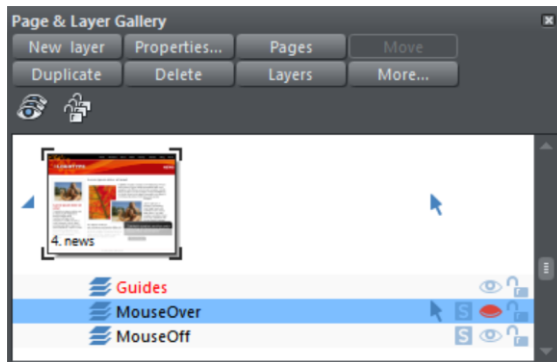 Page & Layer Gallery
New layer Properties... Pages Move
Duplicate Delete Layers More...
4. news
Guides
MouseOver S
MouseOff S